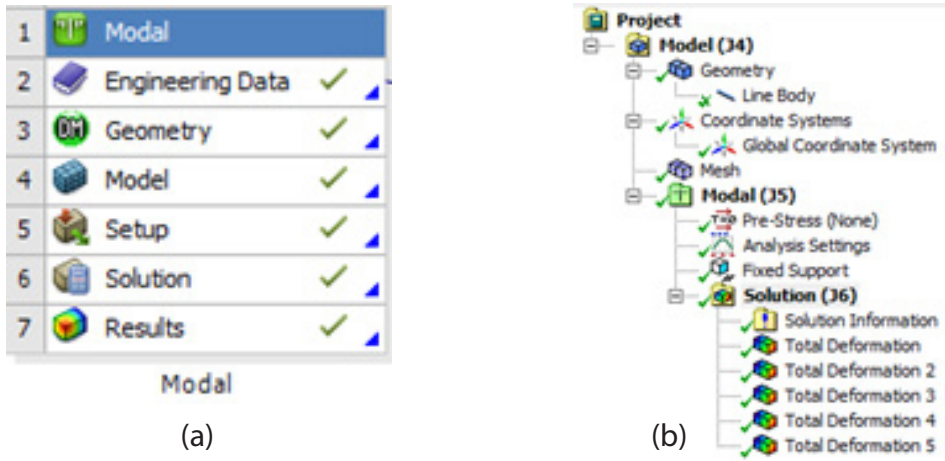 1 Modal
2 Engineering Data
3 DM Geometry
4 Model
5 Setup
6 Solution
7 Results
Modal
(a)
Project
Model (J4)
Geometry
Line Body
Coordinate Systems
Global Coordinate System
Mesh
Modal (J5)
Pre-Stress (None)
Analysis Settings
Fixed Support
Solution (J6)
Solution Information
Total Deformation
Total Deformation 2
Total Deformation 3
Total Deformation 4
Total Deformation 5
(b)